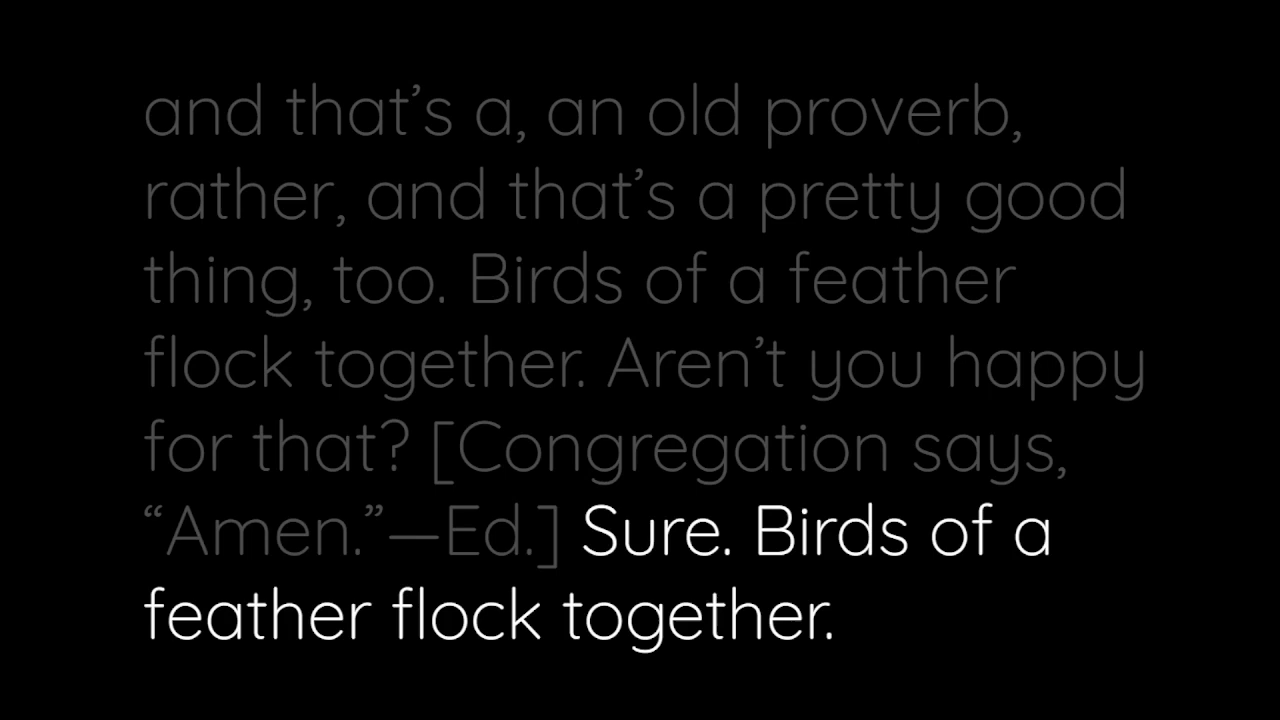 and that’s a, an old proverb,
rather, and that’s a pretty good
thing, too. Birds of a feather
flock together. Aren’t you happy
for that? [Congregation says,
“Amen.”—Ed.] Sure. Birds of a
feather flock together.